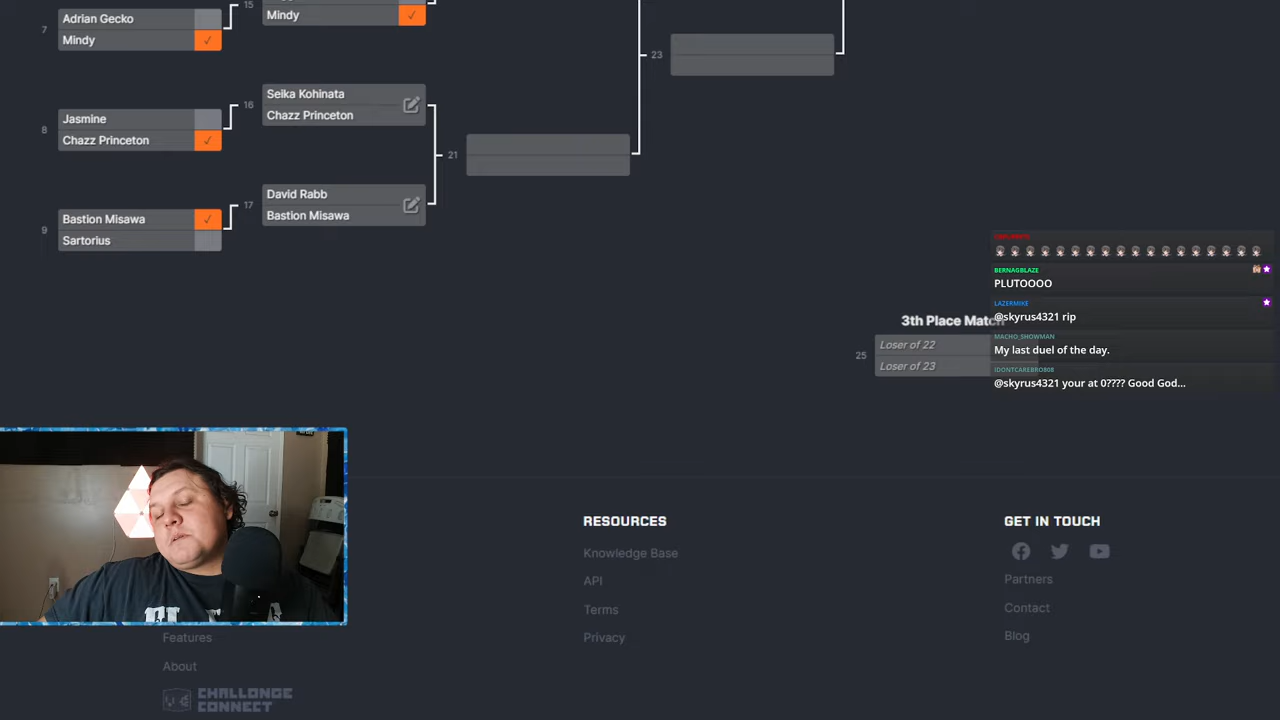 7
Adrian Gecko
Mindy
15
Mindy
23
8
Jasmine
Chazz Princeton
16
Seika Kohinata
Chazz Princeton
21
9
Bastion Misawa
Sartorius
17
David Rabb
Bastion Misawa
3th Place Match
25
Loser of 22
Loser of 23
BERNAGBLAZE
PLUTOOOO
LAZERMIKE
@skyrus4321 rip
MACHO_SHOWMAN
My last duel of the day.
IDONTCAREBRO808
@skyrus4321 your at 0???? Good God...
Features
About
CHALLONGE
CONNECT
RESOURCES
Knowledge Base
API
Terms
Privacy
GET IN TOUCH
Partners
Contact
Blog